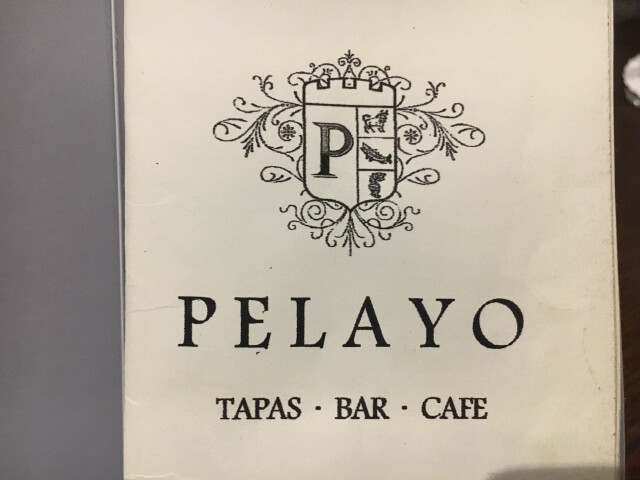 P
PELAYO
TAPAS · BAR · CAFE